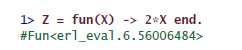 1> Z = fun(X) -> 2*X end.
#Fun<erl_eval.6.56006484>